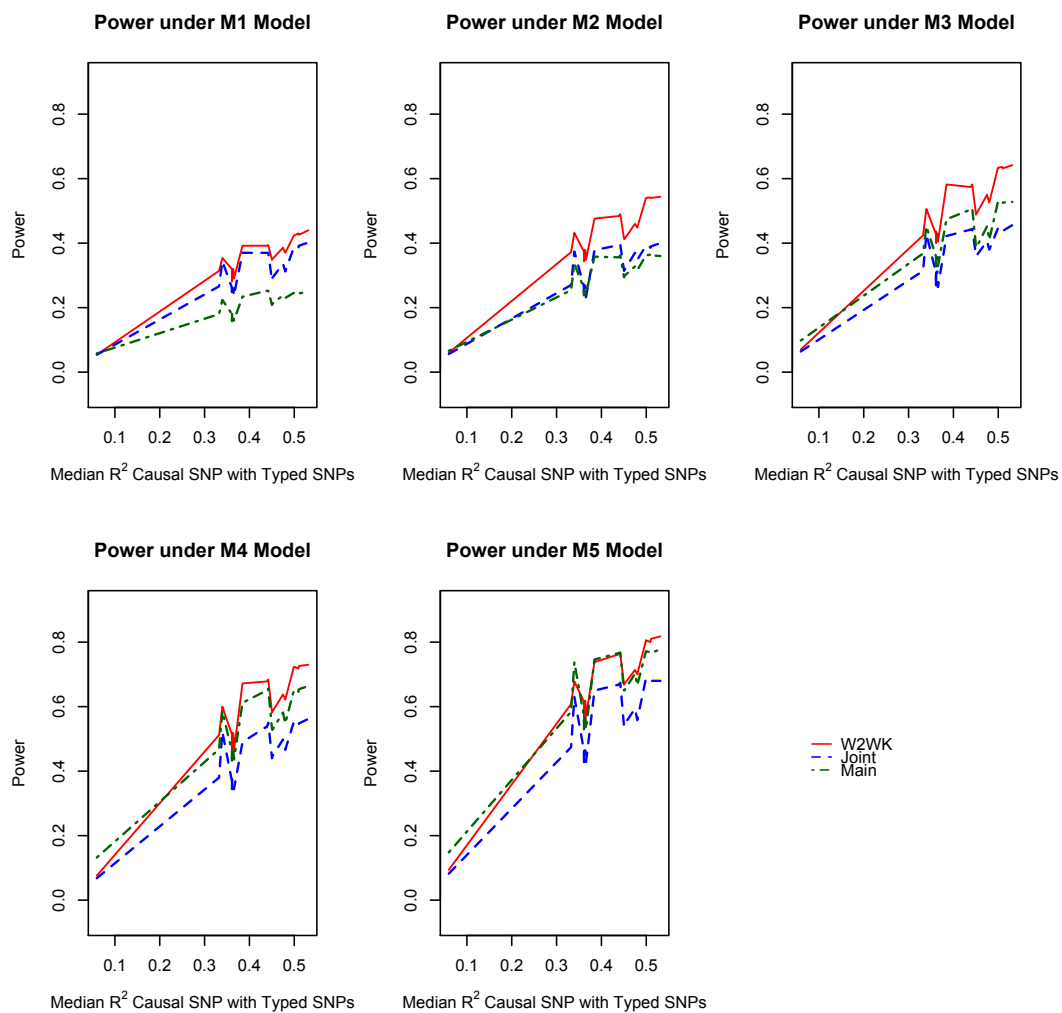 Power under M1 Model
Power
0.0 0.2 0.4 0.6 0.8
0.1 0.2 0.3 0.4 0.5
Median R² Causal SNP with Typed SNPs
Power under M2 Model
Power
0.0 0.2 0.4 0.6 0.8
0.1 0.2 0.3 0.4 0.5
Median R² Causal SNP with Typed SNPs
Power under M3 Model
Power
0.0 0.2 0.4 0.6 0.8
0.1 0.2 0.3 0.4 0.5
Median R² Causal SNP with Typed SNPs
Power under M4 Model
Power
0.0 0.2 0.4 0.6 0.8
0.1 0.2 0.3 0.4 0.5
Median R² Causal SNP with Typed SNPs
Power under M5 Model
Power
0.0 0.2 0.4 0.6 0.8
0.1 0.2 0.3 0.4 0.5
Median R² Causal SNP with Typed SNPs
W2WK
Joint
Main